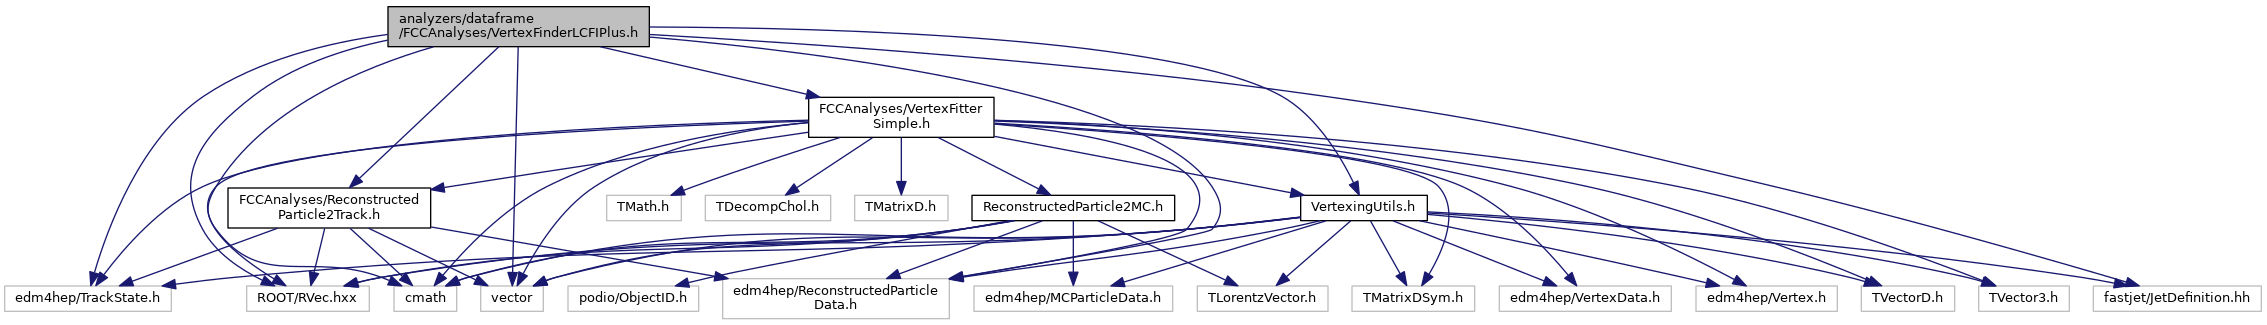 analyzers/dataframe
/FCCAnalyses/VertexFinderLCFIPlus.h
FCCAnalyses/VertexFitter
Simple.h
FCCAnalyses/Reconstructed
Particle2Track.h
TMath.h
TDecompChol.h
TMatrixD.h
ReconstructedParticle2MC.h
VertexingUtils.h
edm4hep/TrackState.h
ROOT/RVec.hxx
cmath
vector
podio/ObjectID.h
edm4hep/ReconstructedParticle
Data.h
edm4hep/MCParticleData.h
TLorentzVector.h
TMatrixDSym.h
edm4hep/VertexData.h
edm4hep/Vertex.h
TVectorD.h
TVector3.h
fastjet/JetDefinition.hh